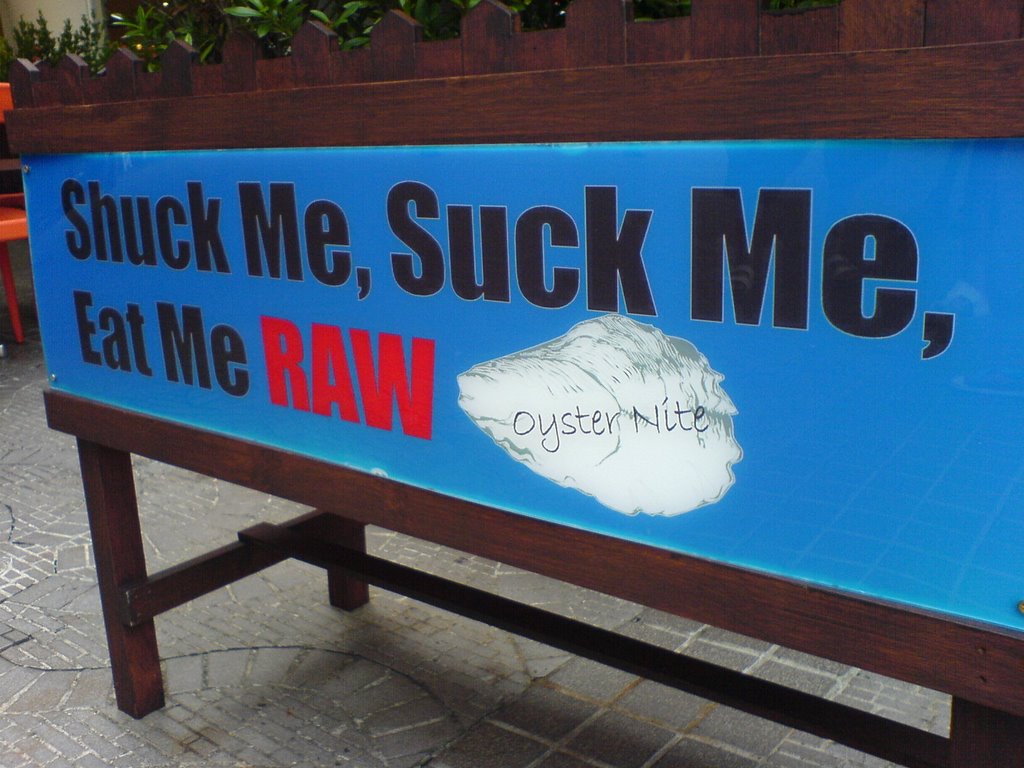 Shuck Me, Suck Me,
Eat Me RAW
Oyster Nite